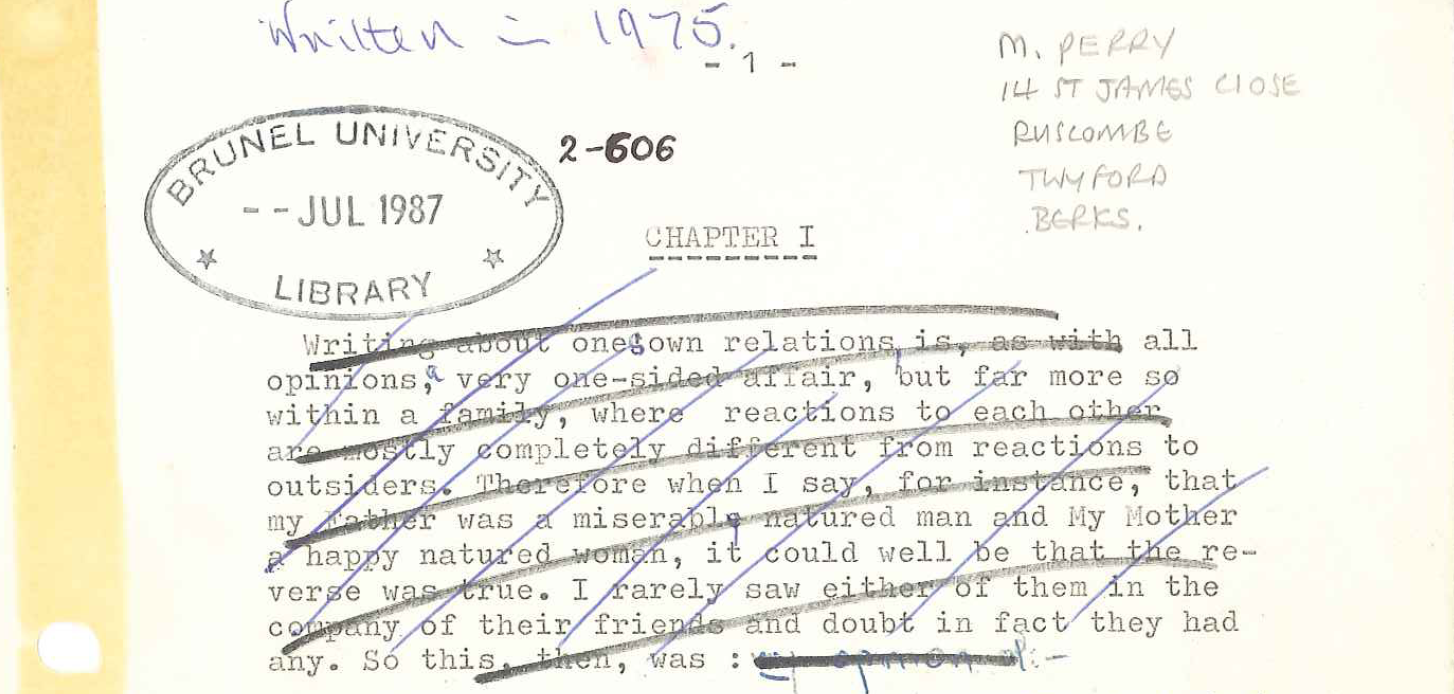 Written in 1975.
- 1 -
M. PERRY
14 ST JAMES CLOSE
RUSCOMBE
TWYFORD
BERKS.
BRUNEL UNIVERSITY
--JUL 1987
LIBRARY
2-606
CHAPTER I
Writing about onesown relations, is, as with all
opinions, a very one-sided affair, but far more so
within a family, where reactions to each other
are mostly completely different from reactions to
outsiders. Therefore when I say, for instance, that
my Father was a miserable natured man and My Mother
a happy natured woman, it could well be that the re-
verse was true. I rarely saw either of them in the
company of their friends and doubt in fact they had
any. So this, then, was : my opinion of:-